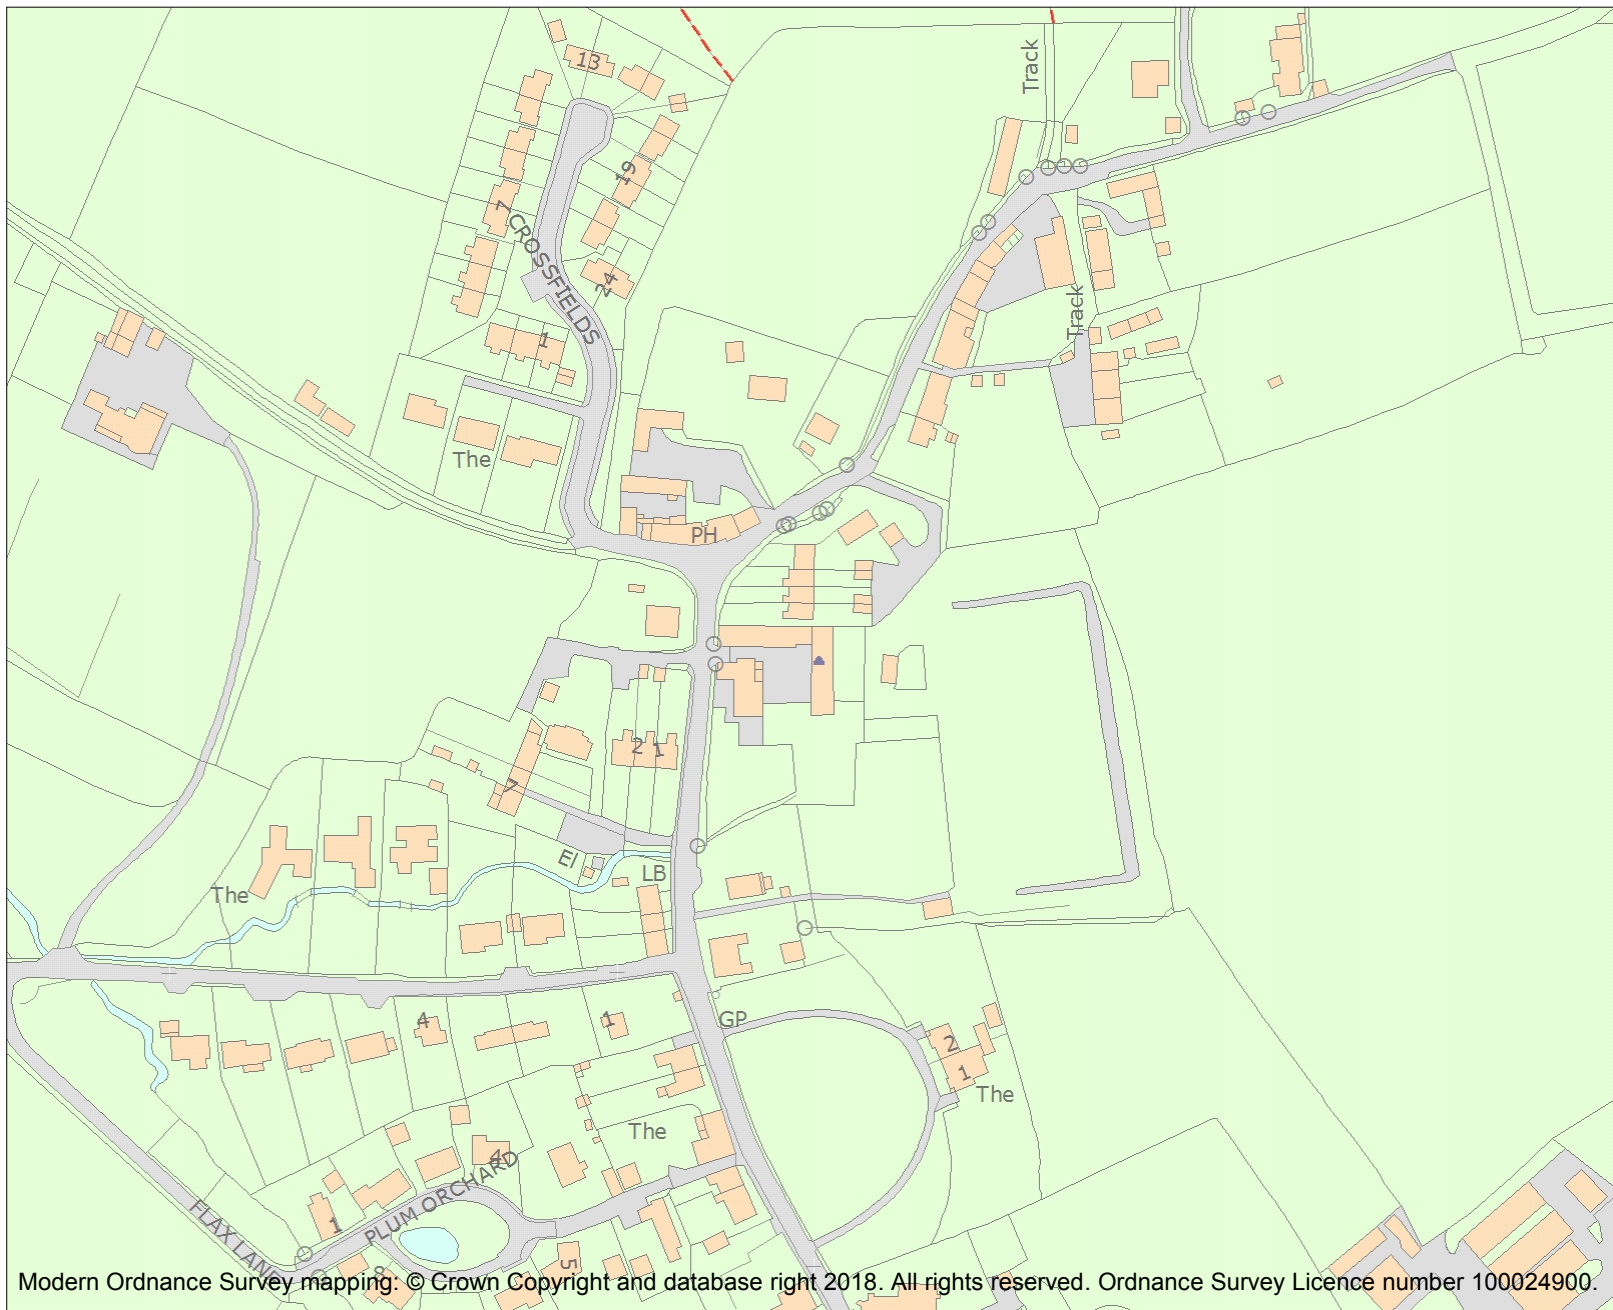 13
Track
19
7
CROSSFIELDS
24
Track
1
The
PH
2 1
7
El
LB
The
4
1
GP
2
1
The
The
4
PLUM ORCHARD
1
FLAX LANE
5
8
Modern Ordnance Survey mapping: © Crown Copyright and database right 2018. All rights reserved. Ordnance Survey Licence number 100024900.